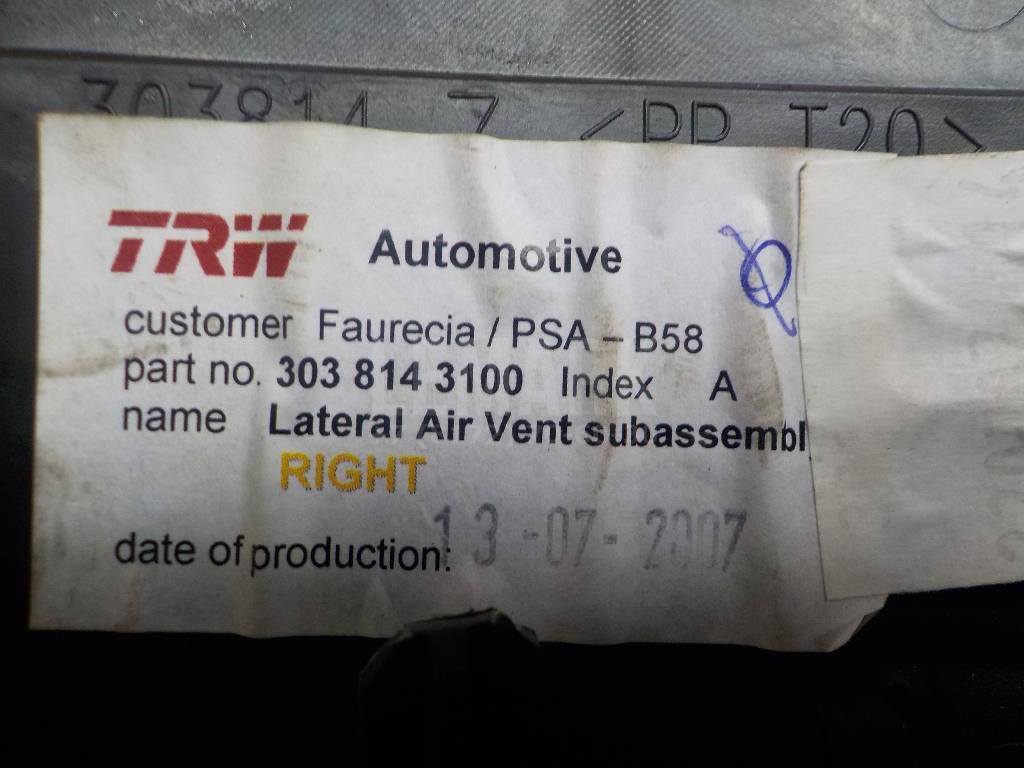 303814 7 <PP T20>
TRW Automotive
customer Faurecia / PSA – B58
part no. 303 814 3100 Index A
name Lateral Air Vent subassembl
RIGHT
date of production: 13-07-2007